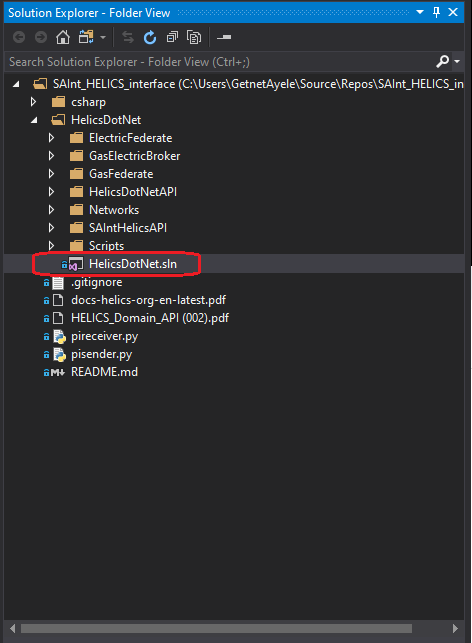 Solution Explorer - Folder View
Search Solution Explorer - Folder View (Ctrl+;)
SAInt_HELICS_interface (C:\Users\GetnetAyele\Source\Repos\SAInt_HELICS_in
csharp
HelicsDotNet
ElectricFederate
GasElectricBroker
GasFederate
HelicsDotNetAPI
Networks
SAIntHelicsAPI
Scripts
HelicsDotNet.sln
.gitignore
docs-helics-org-en-latest.pdf
HELICS_Domain_API (002).pdf
pireceiver.py
pisender.py
README.md